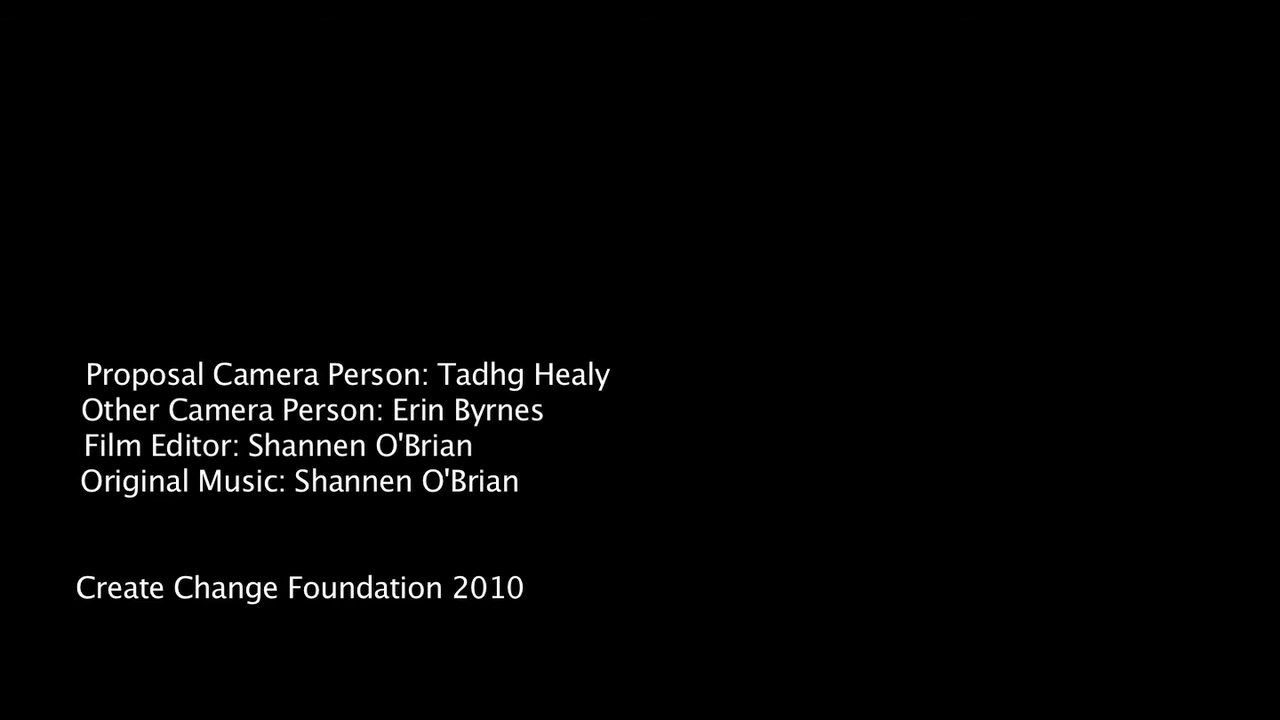 Proposal Camera Person: Tadhg Healy
Other Camera Person: Erin Byrnes
Film Editor: Shannen O'Brian
Original Music: Shannen O'Brian
Create Change Foundation 2010